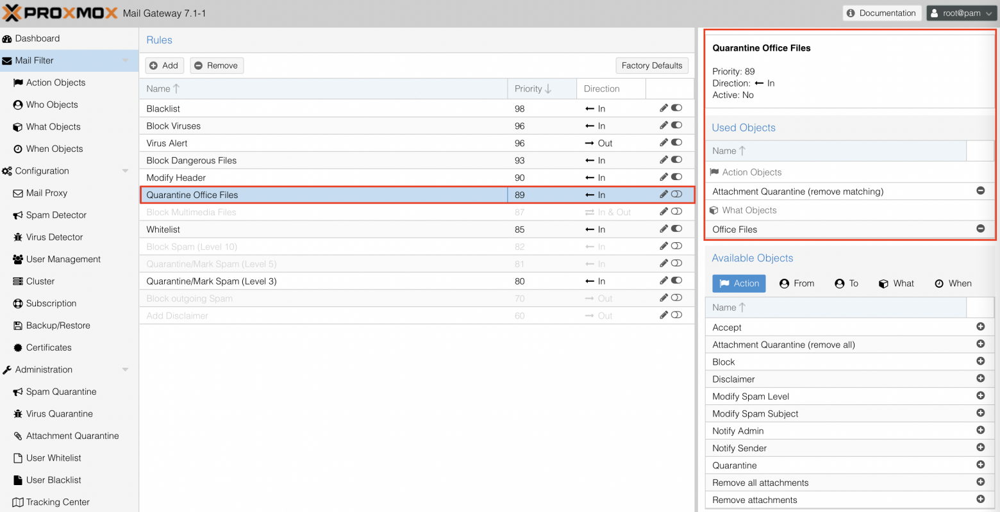 PROXMOX Mail Gateway 7.1-1
Documentation
root@pam
Dashboard
Mail Filter
Action Objects
Who Objects
What Objects
When Objects
Configuration
Mail Proxy
Spam Detector
Virus Detector
User Management
Cluster
Subscription
Backup/Restore
Certificates
Administration
Spam Quarantine
Virus Quarantine
Attachment Quarantine
User Whitelist
User Blacklist
Tracking Center
Rules
Add Remove Factory Defaults
Name Priority Direction
Blacklist 98 In
Block Viruses 96 In
Virus Alert 96 Out
Block Dangerous Files 93 In
Modify Header 90 In
Quarantine Office Files 89 In
Block Multimedia Files 87 In & Out
Whitelist 85 In
Block Spam (Level 10) 82 In
Quarantine/Mark Spam (Level 5) 81 In
Quarantine/Mark Spam (Level 3) 80 In
Block outgoing Spam 70 Out
Add Disclaimer 60 Out
Quarantine Office Files
Priority: 89
Direction: In
Active: No
Used Objects
Name
Action Objects
Attachment Quarantine (remove matching)
What Objects
Office Files
Available Objects
Action From To What When
Name
Accept
Attachment Quarantine (remove all)
Block
Disclaimer
Modify Spam Level
Modify Spam Subject
Notify Admin
Notify Sender
Quarantine
Remove all attachments
Remove attachments